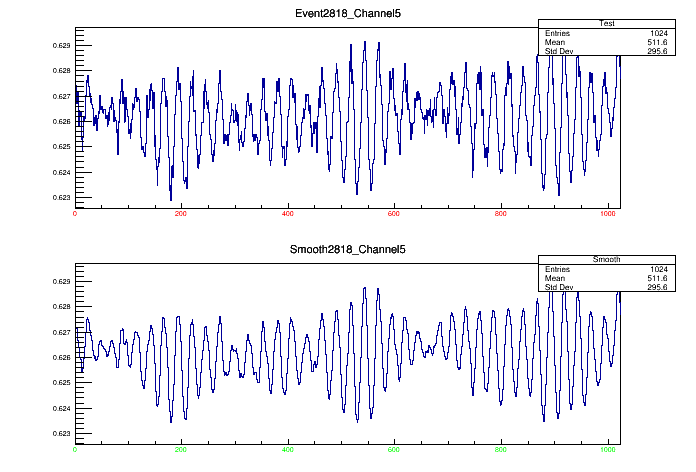 Event2818_Channel5
Test
Entries 1024
Mean 511.6
Std Dev 295.6
0.629
0.628
0.627
0.626
0.625
0.624
0.623
0 200 400 600 800 1000
Smooth2818_Channel5
Smooth
Entries 1024
Mean 511.6
Std Dev 295.6
0.629
0.628
0.627
0.626
0.625
0.624
0.623
0 200 400 600 800 1000